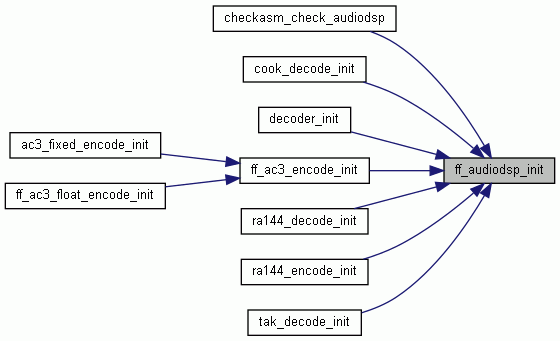 checkasm_check_audiodsp
cook_decode_init
decoder_init
ac3_fixed_encode_init
ff_ac3_encode_init
ff_audiodsp_init
ff_ac3_float_encode_init
ra144_decode_init
ra144_encode_init
tak_decode_init